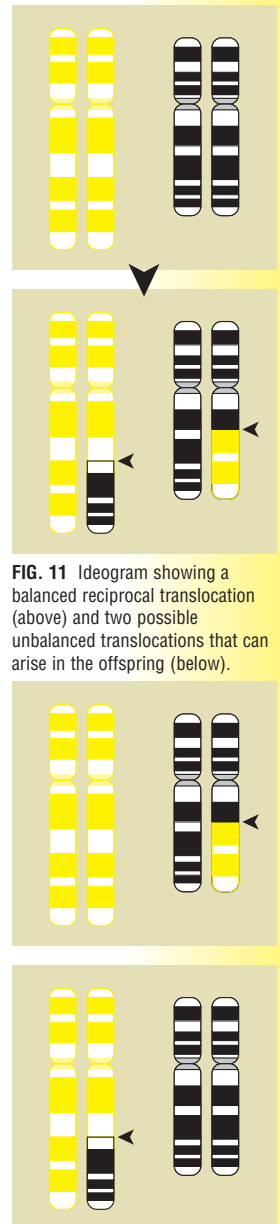 FIG. 11 Ideogram showing a
balanced reciprocal translocation
(above) and two possible
unbalanced translocations that can
arise in the offspring (below).